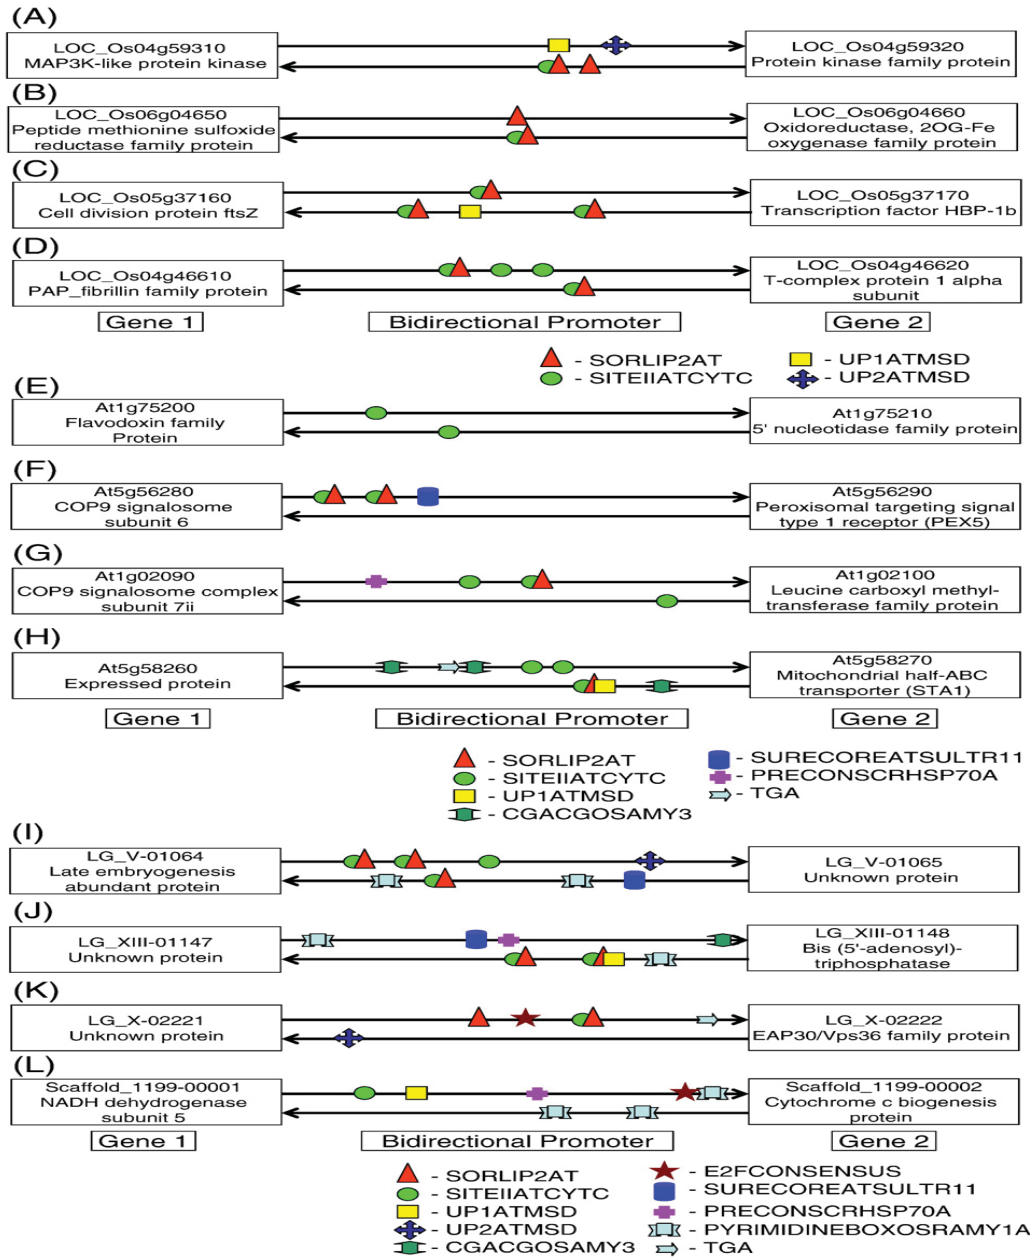 (A)
LOC_Os04g59310
MAP3K-like protein kinase
LOC_Os04g59320
Protein kinase family protein
(B)
LOC_Os06g04650
Peptide methionine sulfoxide
reductase family protein
LOC_Os06g04660
Oxidoreductase, 2OG-Fe
oxygenase family protein
(C)
LOC_Os05g37160
Cell division protein ftsZ
LOC_Os05g37170
Transcription factor HBP-1b
(D)
LOC_Os04g46610
PAP_fibrillin family protein
LOC_Os04g46620
T-complex protein 1 alpha
subunit
Gene 1
Bidirectional Promoter
Gene 2
- SORLIP2AT
- SITEIIATCYTC
- UP1ATMSD
- UP2ATMSD
(E)
At1g75200
Flavodoxin family
Protein
At1g75210
5' nucleotidase family protein
(F)
At5g56280
COP9 signalosome
subunit 6
At5g56290
Peroxisomal targeting signal
type 1 receptor (PEX5)
(G)
At1g02090
COP9 signalosome complex
subunit 7ii
At1g02100
Leucine carboxyl methyl-
transferase family protein
(H)
At5g58260
Expressed protein
At5g58270
Mitochondrial half-ABC
transporter (STA1)
Gene 1
Bidirectional Promoter
Gene 2
- SORLIP2AT
- SITEIIATCYTC
- UP1ATMSD
- CGACGOSAMY3
- SURECOREATSULTR11
- PRECONSCRHSP70A
- TGA
(I)
LG_V-01064
Late embryogenesis
abundant protein
LG_V-01065
Unknown protein
(J)
LG_XIII-01147
Unknown protein
LG_XIII-01148
Bis (5'-adenosyl)-
triphosphatase
(K)
LG_X-02221
Unknown protein
LG_X-02222
EAP30/Vps36 family protein
(L)
Scaffold_1199-00001
NADH dehydrogenase
subunit 5
Scaffold_1199-00002
Cytochrome c biogenesis
protein
Gene 1
Bidirectional Promoter
Gene 2
- SORLIP2AT
- SITEIIATCYTC
- UP1ATMSD
- UP2ATMSD
- CGACGOSAMY3
- E2FCONSENSUS
- SURECOREATSULTR11
- PRECONSCRHSP70A
- PYRIMIDINEBOXOSRAMY1A
- TGA